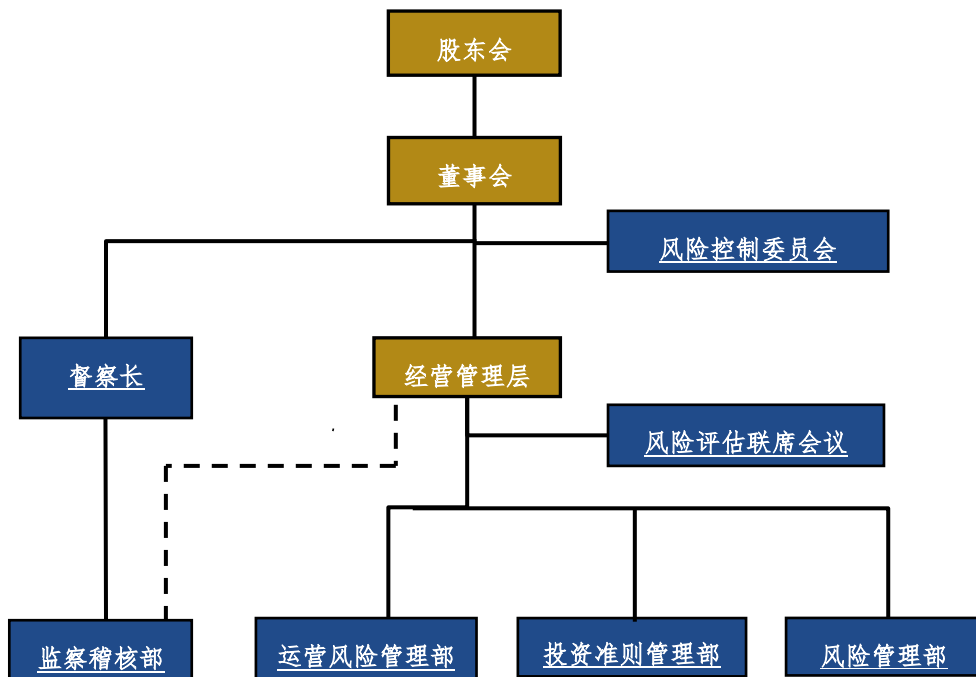 股东会
董事会
风险控制委员会
督察长
经营管理层
风险评估联席会议
监察稽核部
运营风险管理部
投资准则管理部
风险管理部